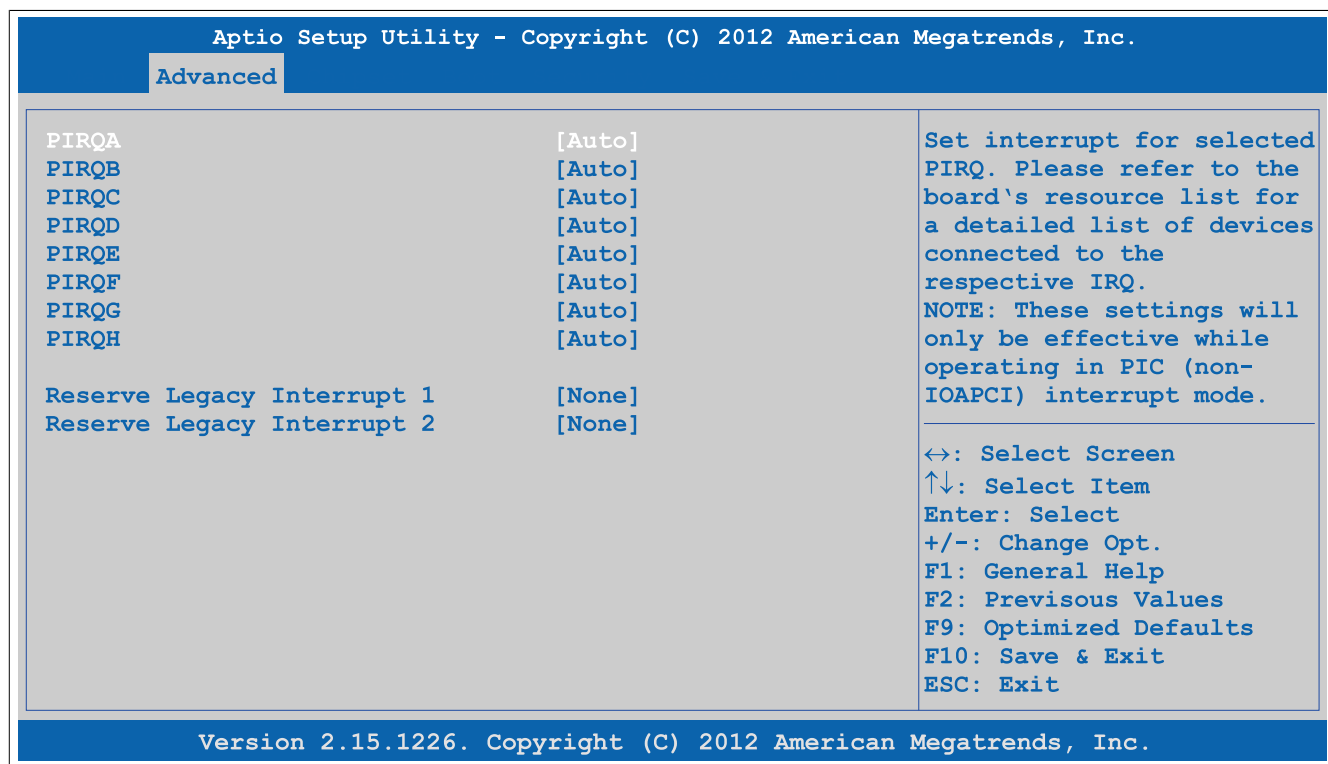 Aptio Setup Utility - Copyright (C) 2012 American Megatrends, Inc.
Advanced
PIRQA [Auto]
PIRQB [Auto]
PIRQC [Auto]
PIRQD [Auto]
PIRQE [Auto]
PIRQF [Auto]
PIRQG [Auto]
PIRQH [Auto]
Reserve Legacy Interrupt 1 [None]
Reserve Legacy Interrupt 2 [None]
Set interrupt for selected
PIRQ. Please refer to the
board‘s resource list for
a detailed list of devices
connected to the
respective IRQ.
NOTE: These settings will
only be effective while
operating in PIC (non-
IOAPCI) interrupt mode.
↔: Select Screen
↑↓: Select Item
Enter: Select
+/-: Change Opt.
F1: General Help
F2: Previsous Values
F9: Optimized Defaults
F10: Save & Exit
ESC: Exit
Version 2.15.1226. Copyright (C) 2012 American Megatrends, Inc.